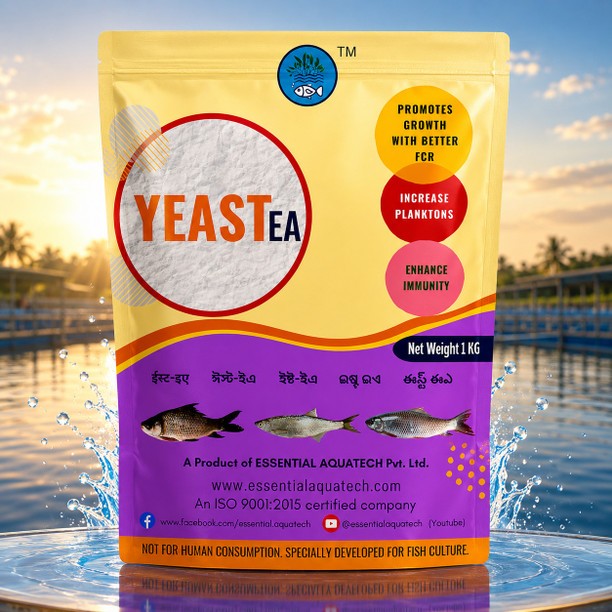 TM
PROMOTES
GROWTH
WITH BETTER
FCR
YEASTEA
INCREASE
PLANKTONS
ENHANCE
IMMUNITY
Net Weight 1 KG
ईस्ट-इए
A Product of ESSENTIAL AQUATECH Pvt. Ltd.
www.essentialaquatech.com
An ISO 9001:2015 certified company
www.facebook.com/essential.aquatech @essentialaquatech (Youtube)
NOT FOR HUMAN CONSUMPTION. SPECIALLY DEVELOPED FOR FISH CULTURE.